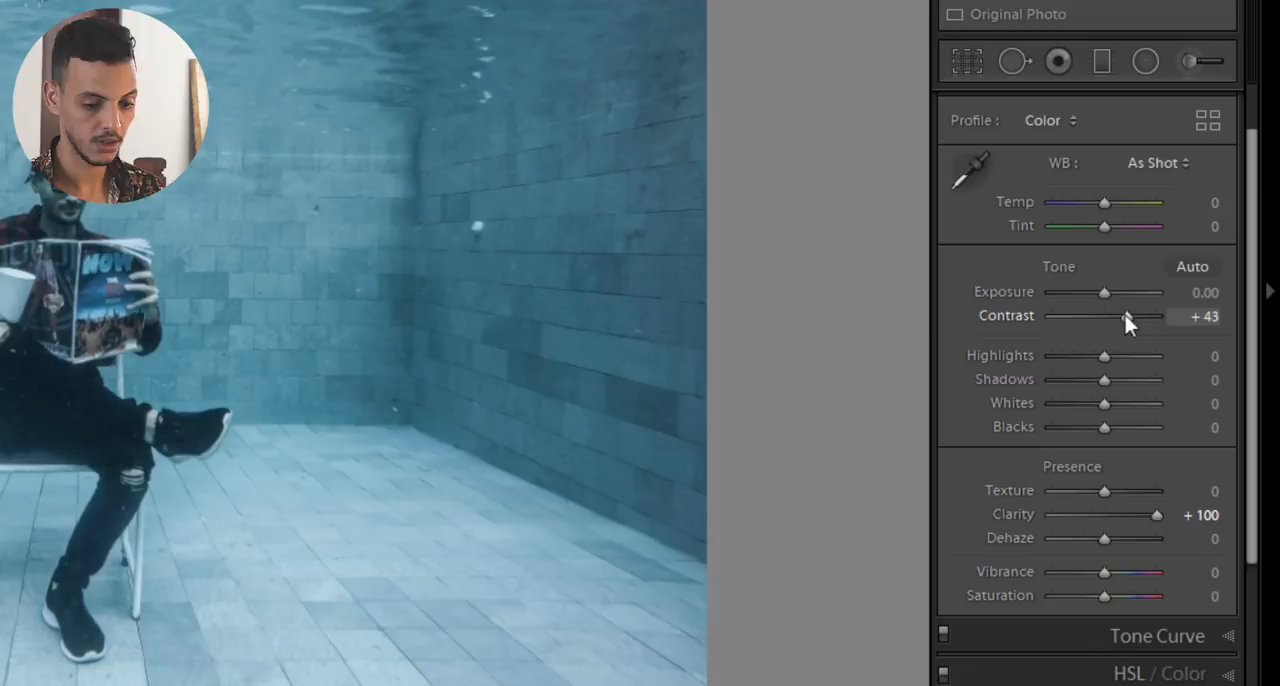 Original Photo
Profile : Color
WB : As Shot
Temp 0
Tint 0
Tone Auto
Exposure 0.00
Contrast + 43
Highlights 0
Shadows 0
Whites 0
Blacks 0
Presence
Texture 0
Clarity + 100
Dehaze 0
Vibrance 0
Saturation 0
Tone Curve
HSL / Color
NOW